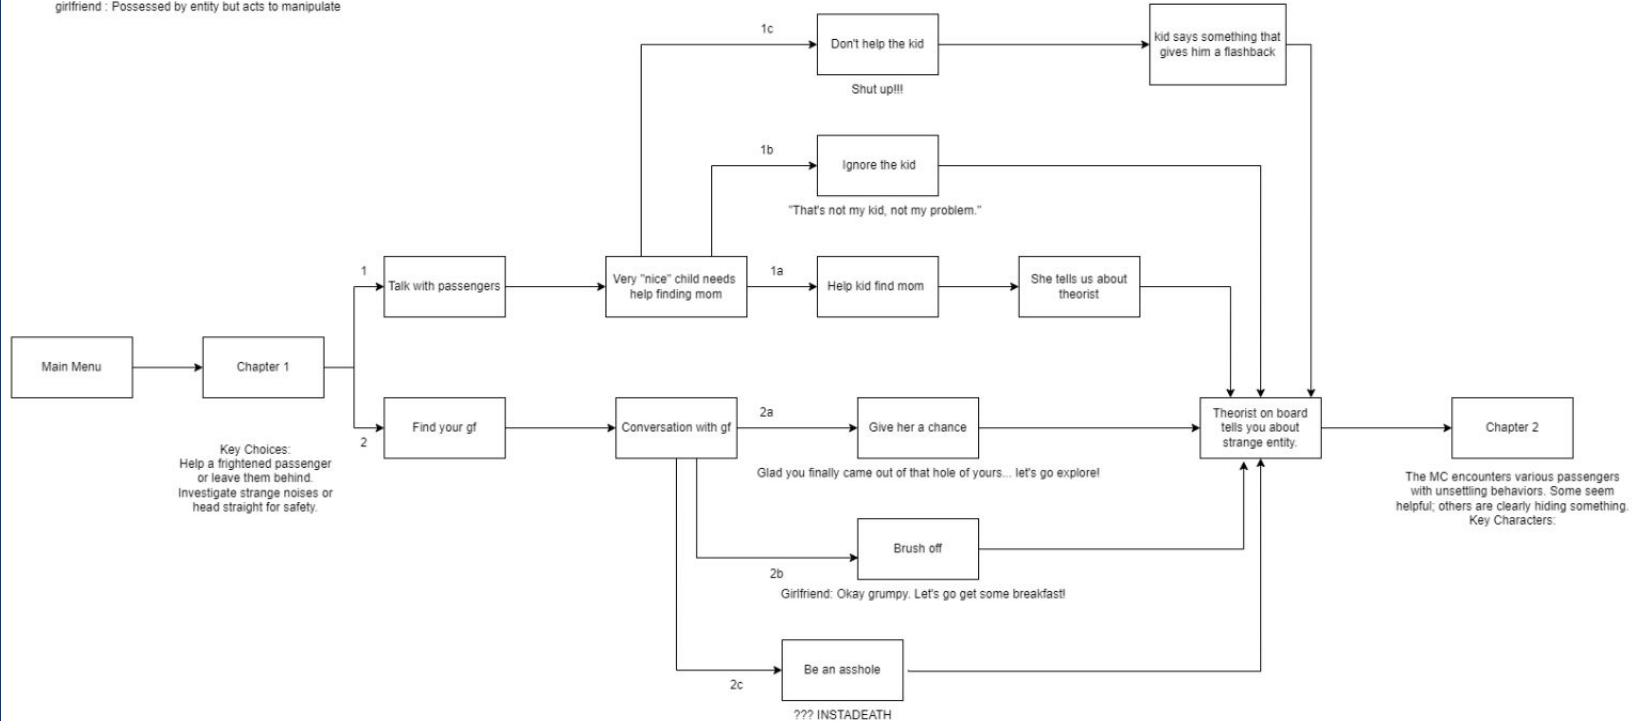 girlfriend : Possessed by entity but acts to manipulate
1c
Don't help the kid
Shut up!!!
kid says something that
gives him a flashback
1b
Ignore the kid
"That's not my kid, not my problem."
1
Talk with passengers
Very "nice" child needs
help finding mom
1a
Help kid find mom
She tells us about
theorist
Main Menu
Chapter 1
Key Choices:
Help a frightened passenger
or leave them behind.
Investigate strange noises or
head straight for safety.
2
Find your gf
Conversation with gf
2a
Give her a chance
Glad you finally came out of that hole of yours... let's go explore!
Theorist on board
tells you about
strange entity.
Chapter 2
The MC encounters various passengers
with unsettling behaviors. Some seem
helpful; others are clearly hiding something.
Key Characters:
2b
Brush off
Girlfriend: Okay grumpy. Let's go get some breakfast!
2c
Be an asshole
??? INSTADEATH